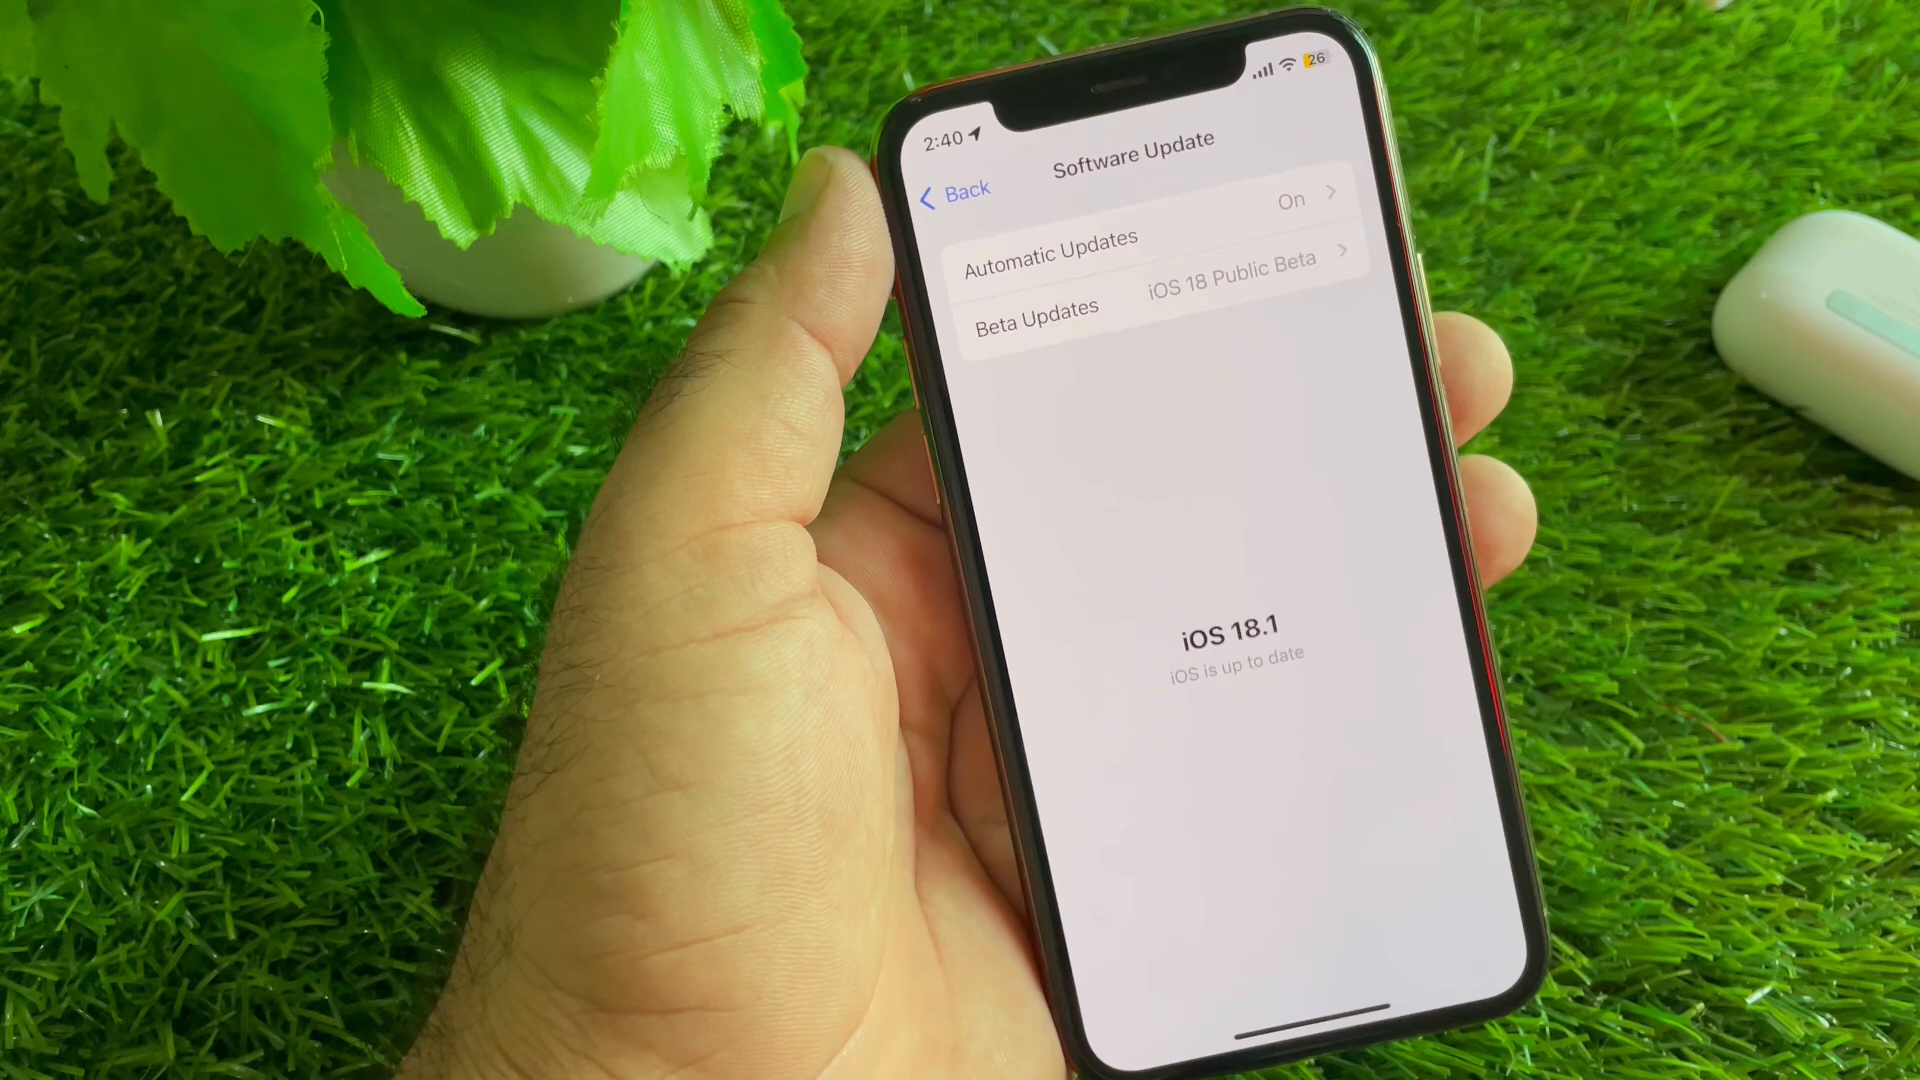 2:40
26
Back
Software Update
Automatic Updates On
Beta Updates iOS 18 Public Beta
iOS 18.1
iOS is up to date